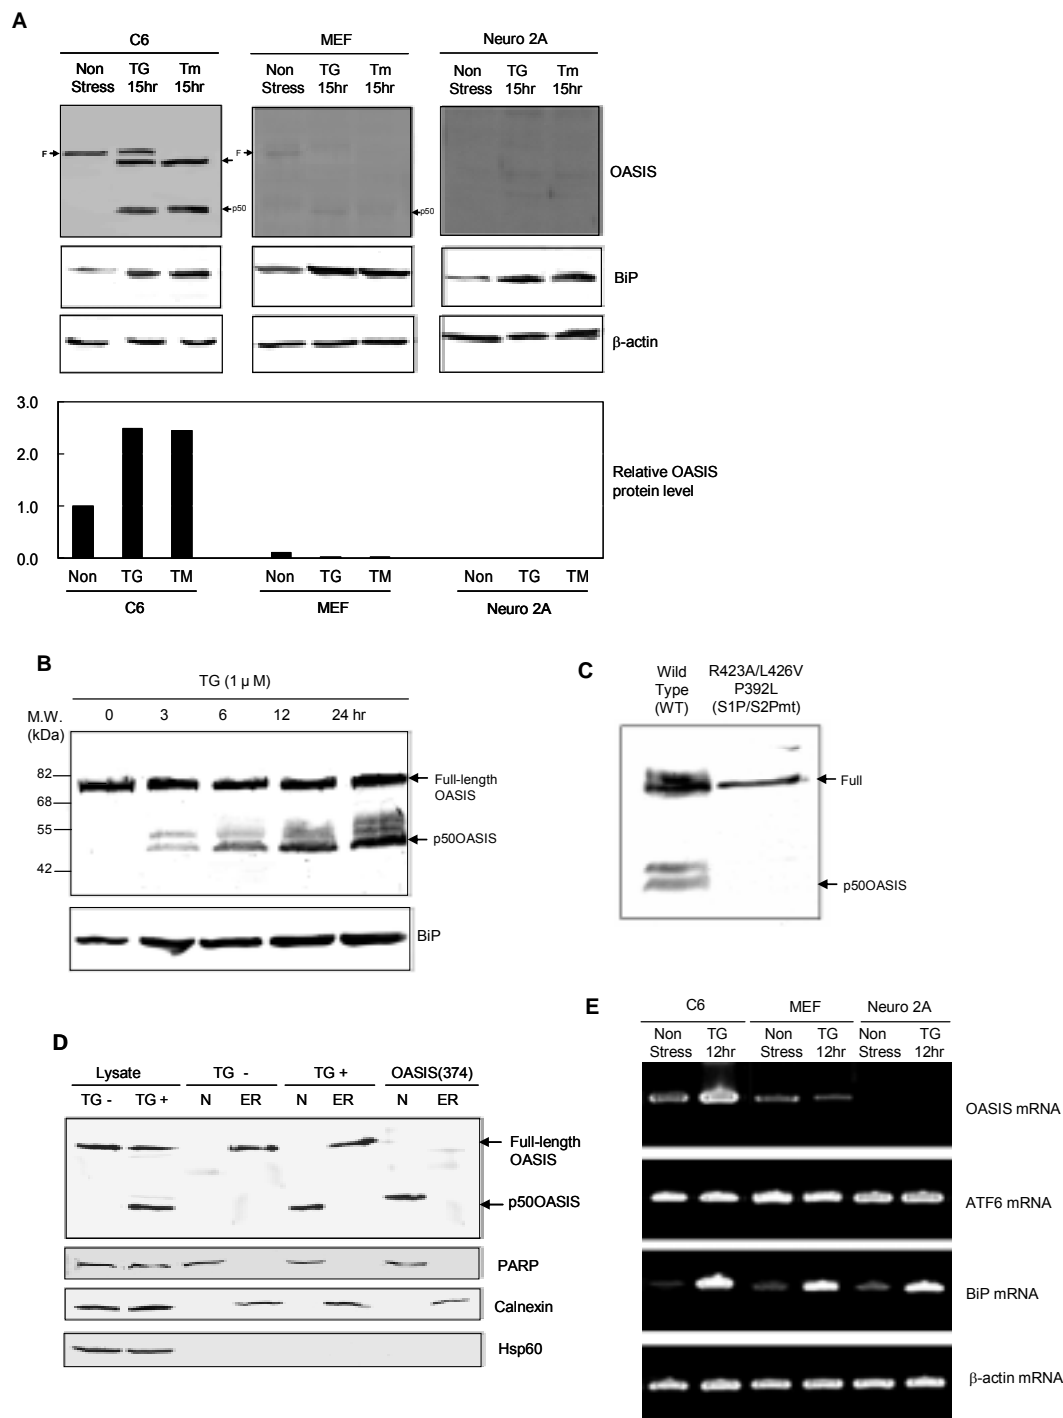 A
C6
MEF
Neuro 2A
Non TG Tm
Stress 15hr 15hr
Non TG Tm
Stress 15hr 15hr
Non TG Tm
Stress 15hr 15hr
F
F
p50
p50
OASIS
BiP
β-actin
3.0
2.0
1.0
0.0
Relative OASIS
protein level
Non TG TM
Non TG TM
Non TG TM
C6
MEF
Neuro 2A
B
TG (1 μ M)
M.W.
(kDa)
0 3 6 12 24 hr
82
68
55
42
Full-length
OASIS
p50OASIS
BiP
C
Wild
Type
(WT)
R423A/L426V
P392L
(S1P/S2Pmt)
Full
p50OASIS
D
Lysate TG - TG + OASIS(374)
TG - TG + N ER N ER N ER
Full-length
OASIS
p50OASIS
PARP
Calnexin
Hsp60
E
C6 MEF Neuro 2A
Non TG Non TG Non TG
Stress 12hr Stress 12hr Stress 12hr
OASIS mRNA
ATF6 mRNA
BiP mRNA
β-actin mRNA